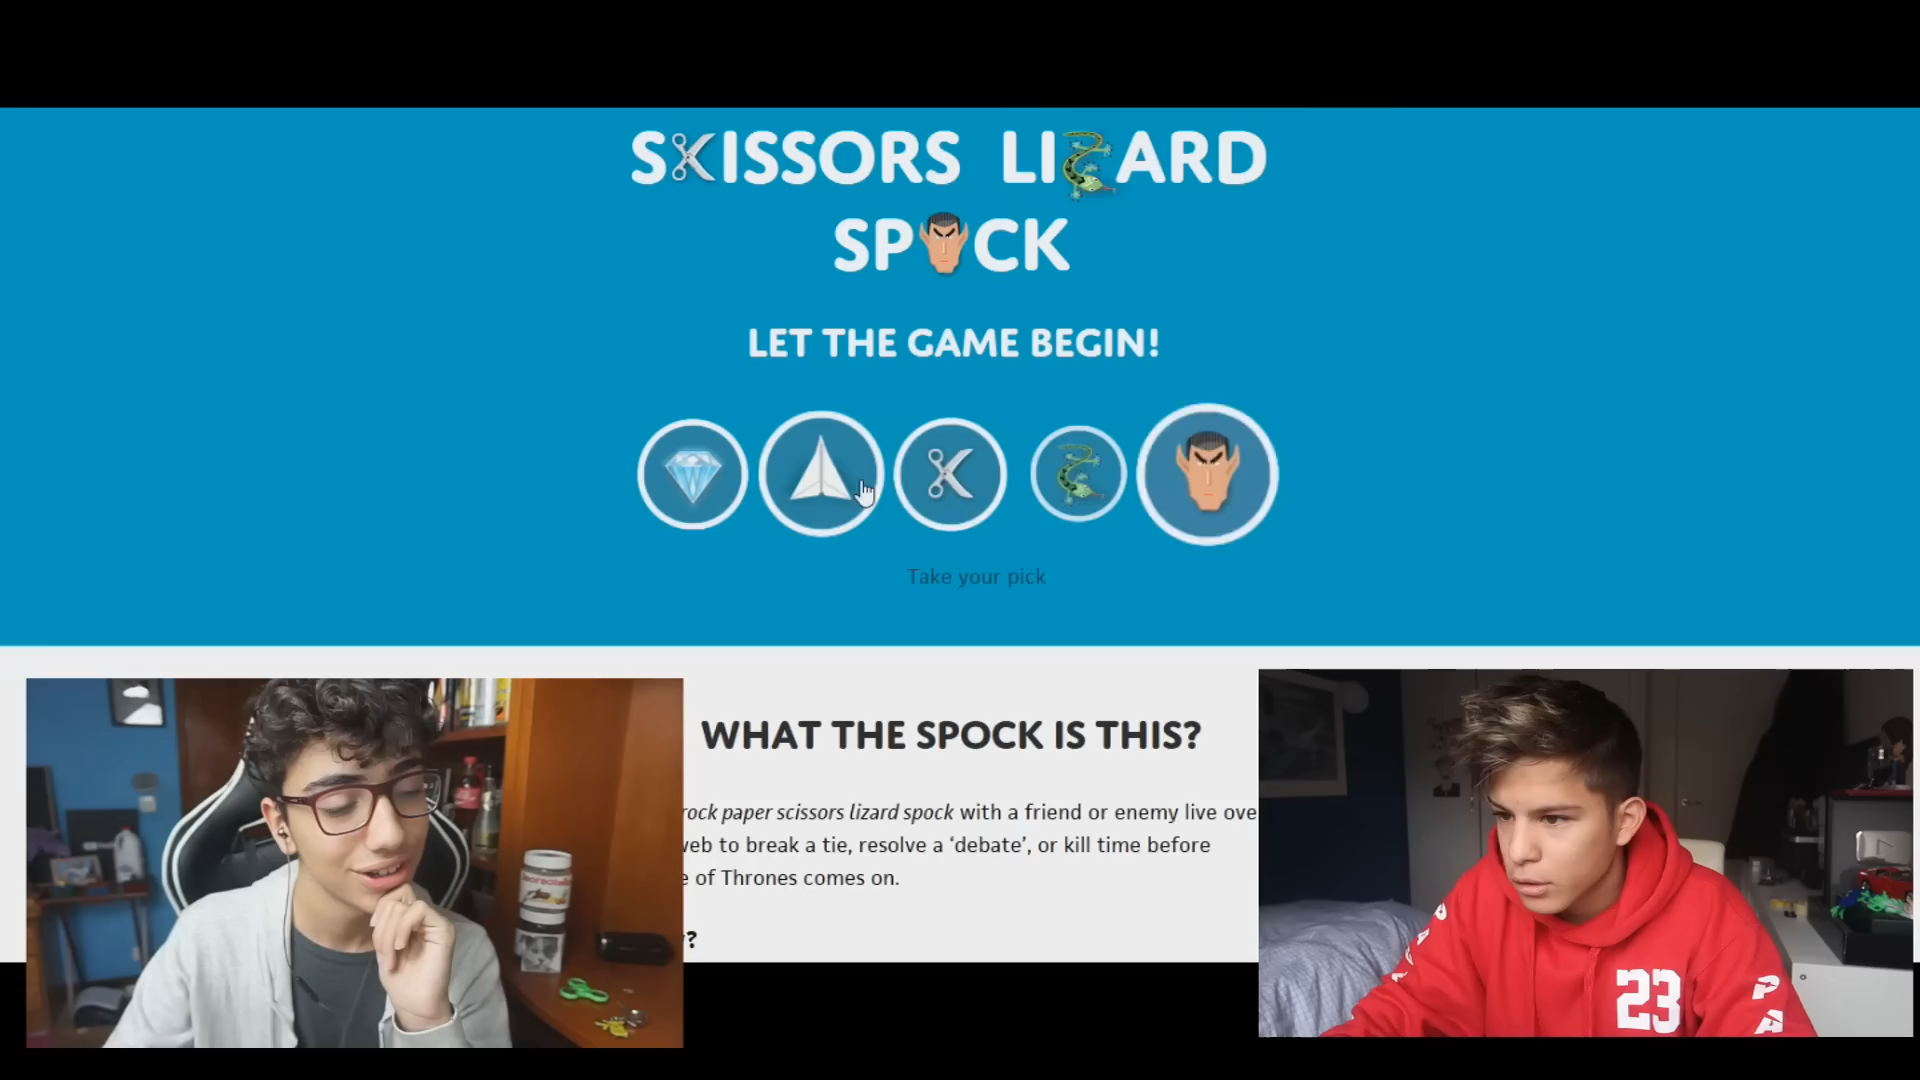 SCISSORS LIZARD
SPOCK
LET THE GAME BEGIN!
Take your pick
WHAT THE SPOCK IS THIS?
rock paper scissors lizard spock with a friend or enemy live ove
to break a tie, resolve a ‘debate’, or kill time before
of Thrones comes on.
?
23
P
A